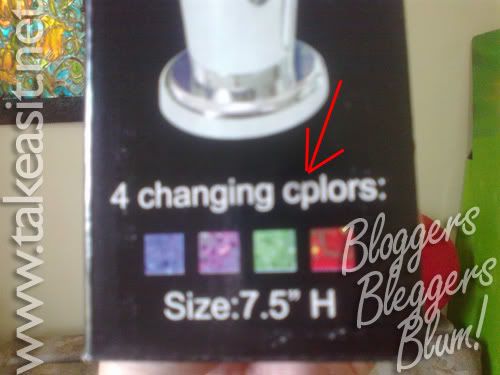 www.takeasit.net
4 changing cplors:
Size:7.5” H
Bloggers
Bleggers
Blum!